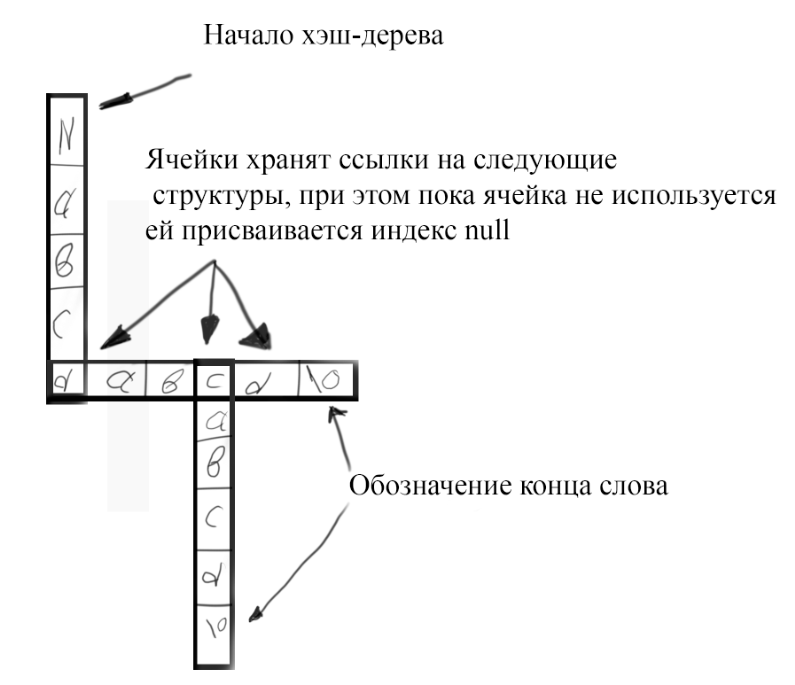 Начало хэш-дерева
N
Ячейки хранят ссылки на следующие
структуры, при этом пока ячейка не используется
ей присваивается индекс null
a
в
c
d a в c d \0
a
в
Обозначение конца слова
c
d
\0